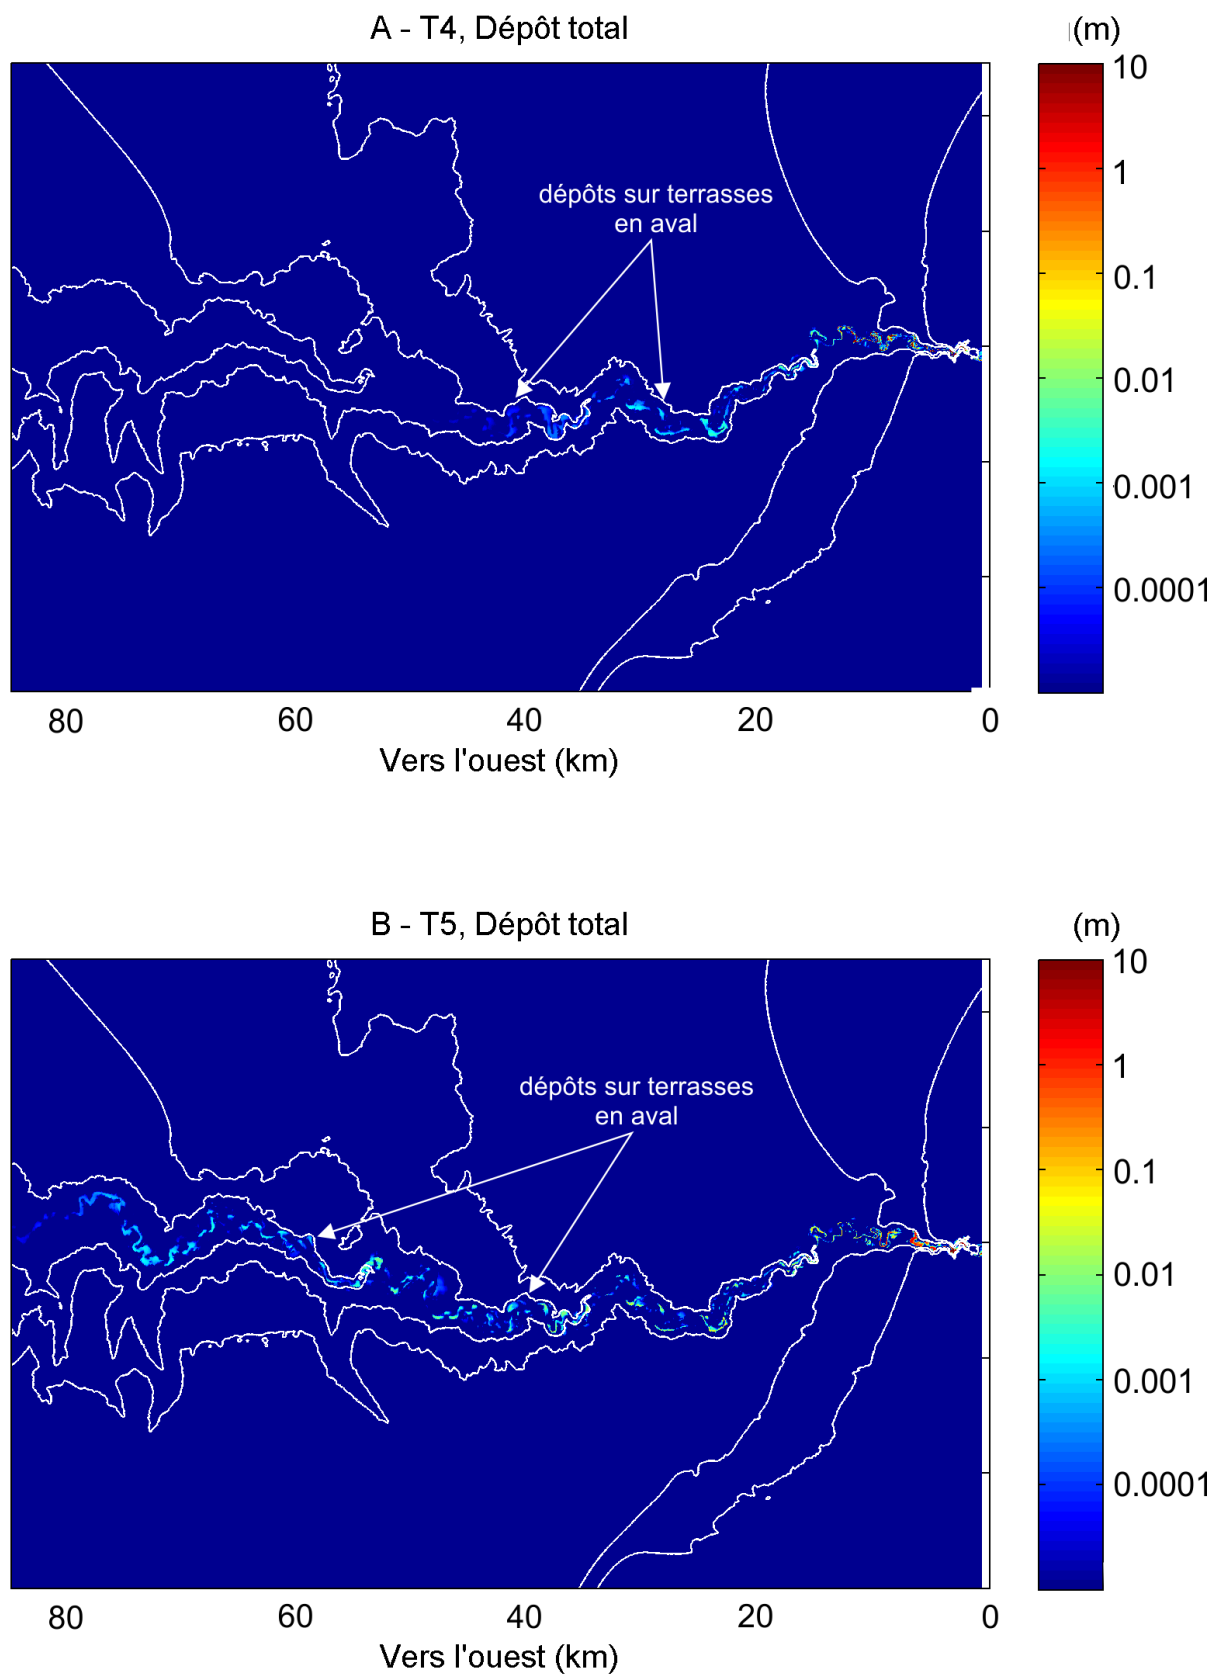 A - T4, Dépôt total
(m)
dépôts sur terrasses
en aval
10
1
0.1
0.01
0.001
0.0001
80 60 40 20 0
Vers l'ouest (km)
B - T5, Dépôt total
(m)
dépôts sur terrasses
en aval
10
1
0.1
0.01
0.001
0.0001
80 60 40 20 0
Vers l'ouest (km)